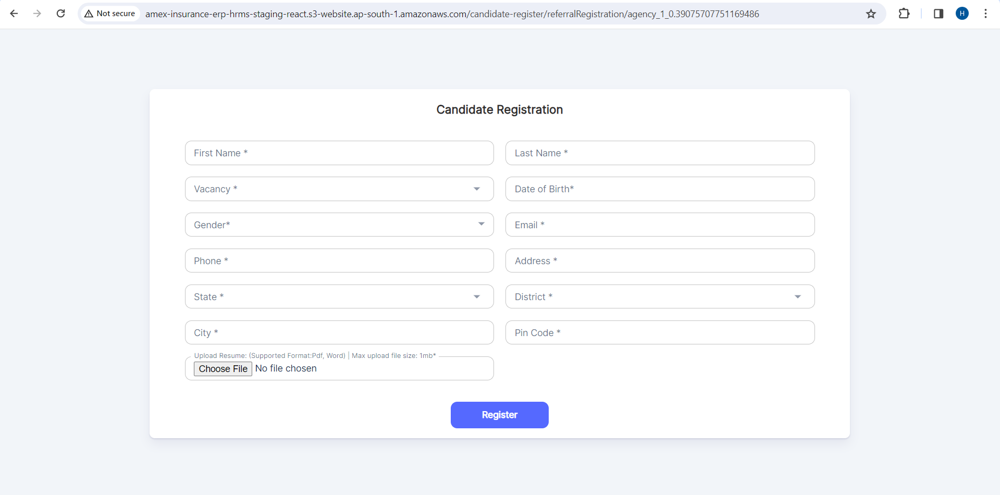 Not secure amex-insurance-erp-hrms-staging-react.s3-website.ap-south-1.amazonaws.com/candidate-register/referralRegistration/agency_1_0.39075707751169486 H
Candidate Registration
First Name * Last Name *
Vacancy * Date of Birth*
Gender* Email *
Phone * Address *
State * District *
City * Pin Code *
Upload Resume: (Supported Format:Pdf, Word) | Max upload file size: 1mb*
Choose File No file chosen
Register